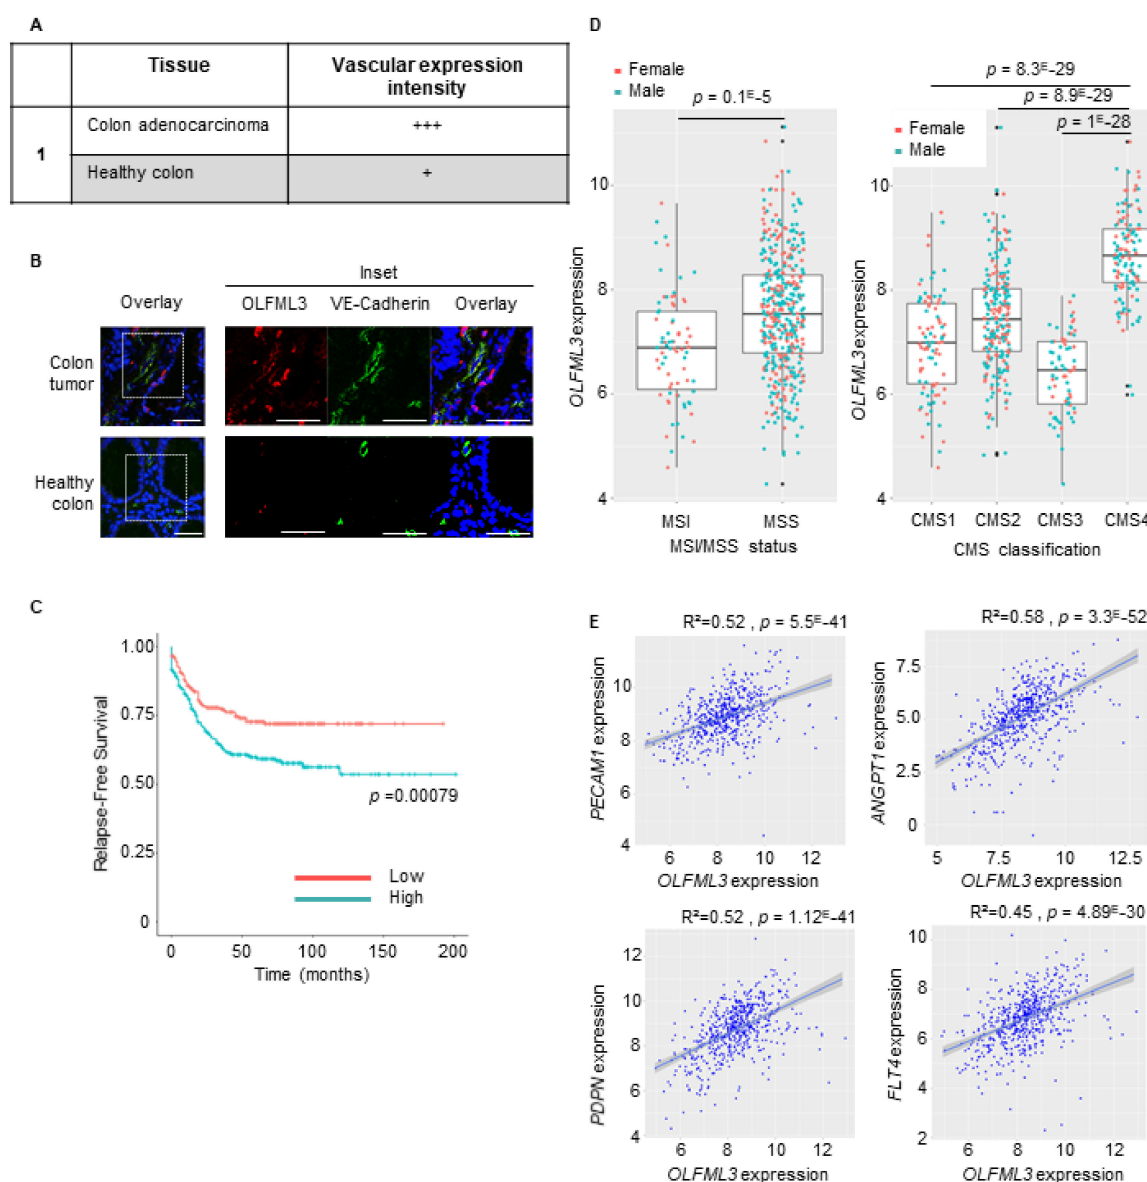 A
Tissue
Vascular expression
intensity
1
Colon adenocarcinoma
+++
Healthy colon
+
B
Inset
Overlay
OLFML3
VE-Cadherin
Overlay
Colon
tumor
Healthy
colon
C
Relapse-Free Survival
1.00
0.75
0.50
0.25
0
p =0.00079
Low
High
0
50
100
150
200
Time (months)
D
Female
Male
p = 0.1E-5
OLFML3 expression
10
8
6
4
MSI
MSS
MSI/MSS status
p = 8.3E-29
p = 8.9E-29
p = 1E-28
Female
Male
OLFML3 expression
10
8
6
4
CMS1
CMS2
CMS3
CMS4
CMS classification
E
R²=0.52 , p = 5.5E-41
PECAM1 expression
10
8
6
4
6
8
10
12
OLFML3 expression
R²=0.58 , p = 3.3E-52
ANGPT1 expression
7.5
5.0
2.5
0
5
7.5
10
12.5
OLFML3 expression
R²=0.52 , p = 1.12E-41
PDPN expression
12
10
8
6
4
6
8
10
12
OLFML3 expression
R²=0.45 , p = 4.89E-30
FLT4 expression
10
8
6
4
2
6
8
10
12
OLFML3 expression